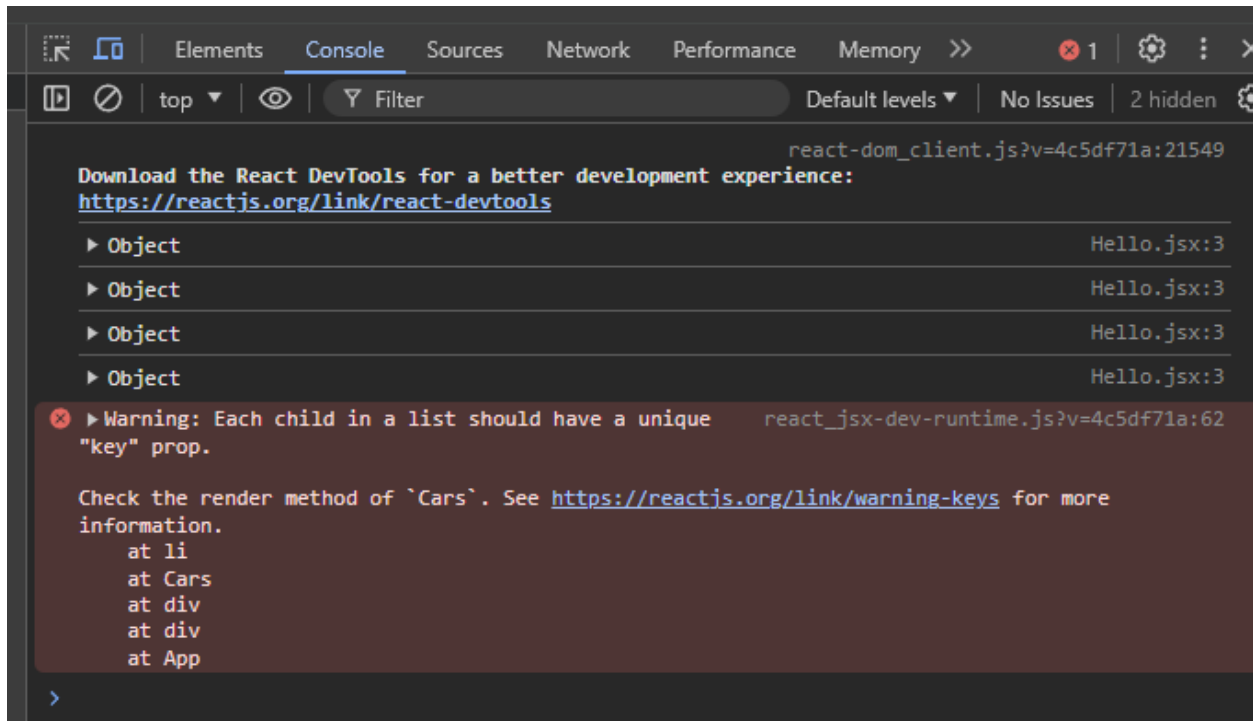 Elements Console Sources Network Performance Memory 1
top Filter Default levels No Issues 2 hidden
react-dom_client.js?v=4c5df71a:21549
Download the React DevTools for a better development experience:
https://reactjs.org/link/react-devtools
Object Hello.jsx:3
Object Hello.jsx:3
Object Hello.jsx:3
Object Hello.jsx:3
Warning: Each child in a list should have a unique react_jsx-dev-runtime.js?v=4c5df71a:62
"key" prop.
Check the render method of `Cars`. See https://reactjs.org/link/warning-keys for more
information.
at li
at Cars
at div
at div
at App